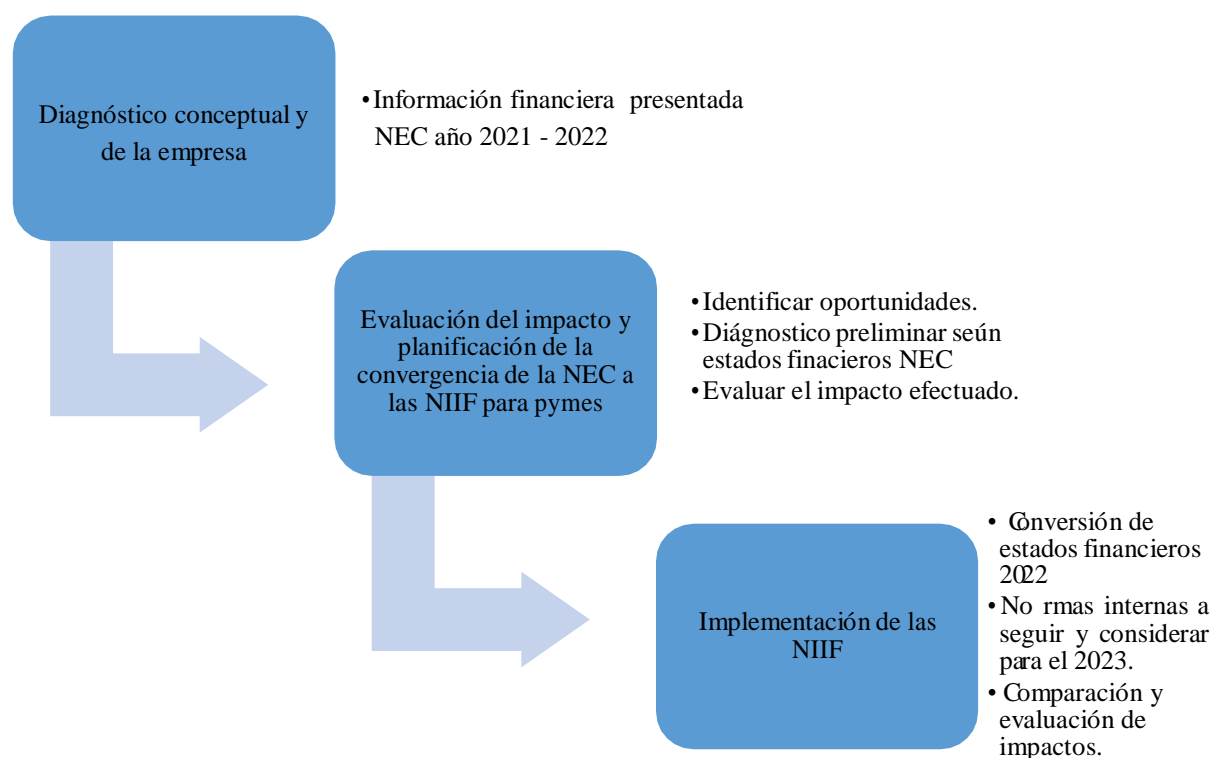 Diagnóstico conceptual y
de la empresa
•Información financiera presentada
NEC año 2021 - 2022
Evaluación del impacto y
planificación de la
convergencia de la NEC a
las NIIF para pymes
•Identificar oportunidades.
•Diágnostico preliminar seún
estados finacieros NEC
•Evaluar el impacto efectuado.
Implementación de las
NIIF
• Conversión de
estados financieros
2022
•No rmas internas a
seguir y considerar
para el 2023.
• Comparación y
evaluación de
impactos.